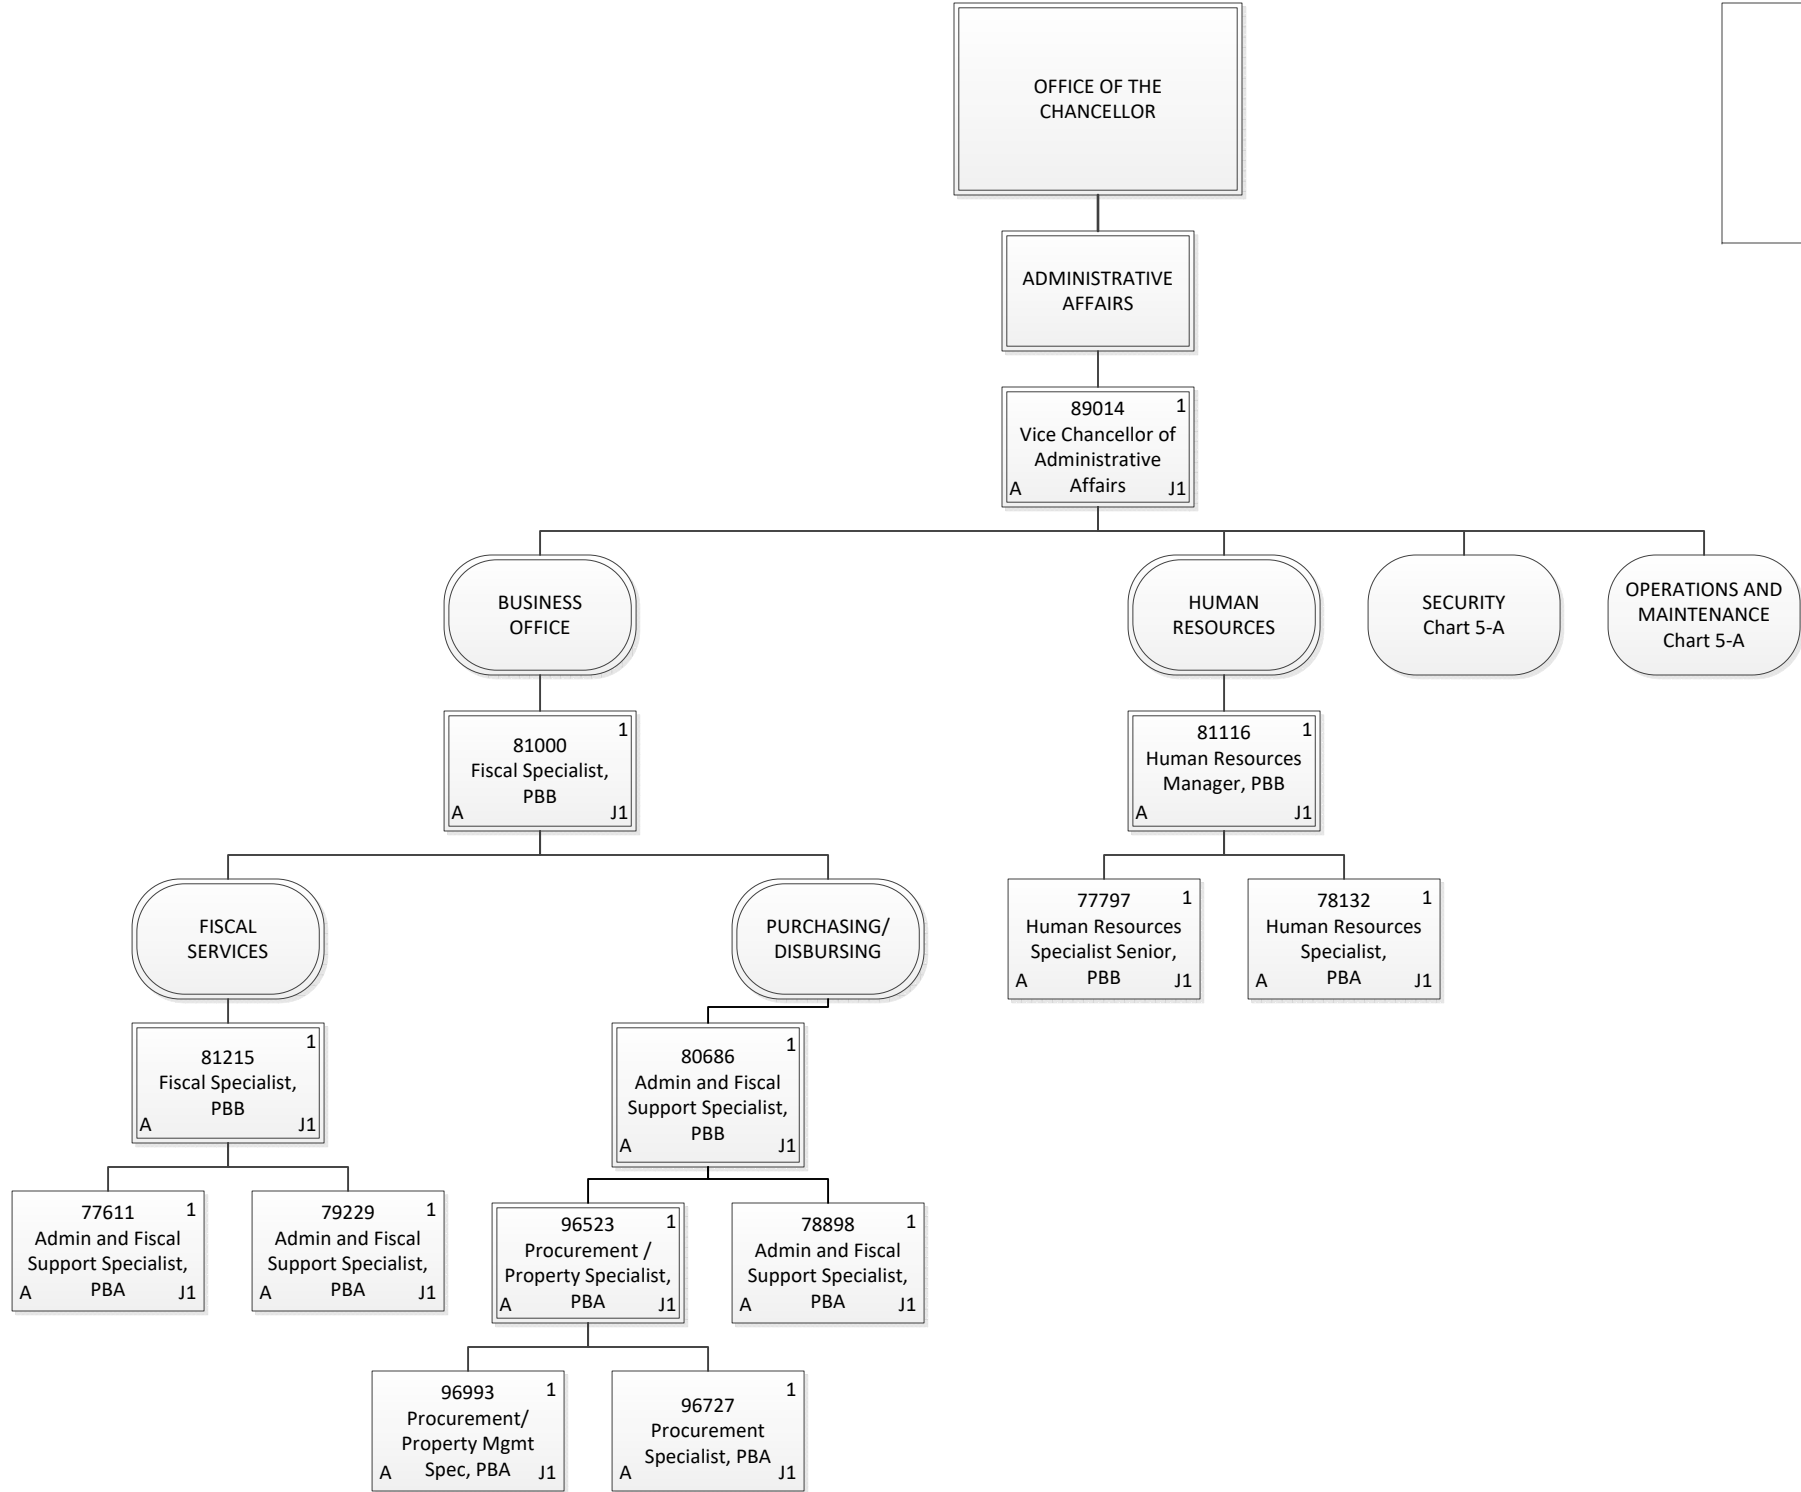 OFFICE OF THE
CHANCELLOR
ADMINISTRATIVE
AFFAIRS
89014 1
Vice Chancellor of
Administrative
A Affairs J1
BUSINESS
OFFICE
HUMAN
RESOURCES
SECURITY
Chart 5-A
OPERATIONS AND
MAINTENANCE
Chart 5-A
1
81000
Fiscal Specialist,
PBB
A J1
81116 1
Human Resources
Manager, PBB
A J1
FISCAL
SERVICES
PURCHASING/
DISBURSING
77797 1
Human Resources
Specialist Senior,
A PBB J1
78132 1
Human Resources
Specialist,
A PBA J1
1
81215
Fiscal Specialist,
PBB
A J1
1
80686
Admin and Fiscal
Support Specialist,
PBB
A J1
77611 1
Admin and Fiscal
Support Specialist,
A PBA J1
79229 1
Admin and Fiscal
Support Specialist,
A PBA J1
96523 1
Procurement /
Property Specialist,
A PBA J1
78898 1
Admin and Fiscal
Support Specialist,
A PBA J1
96993 1
Procurement/
Property Mgmt
A Spec, PBA J1
1
96727
Procurement
Specialist, PBA
A J1